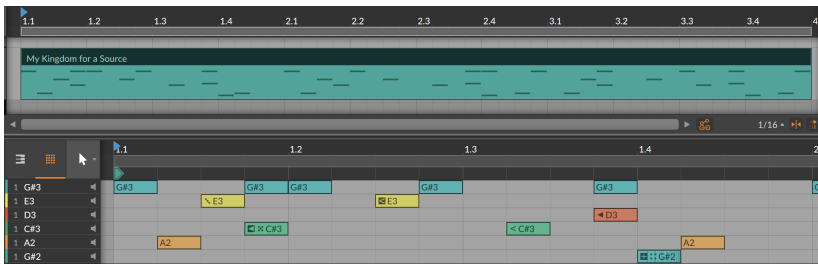 1.1 1.2 1.3 1.4 2.1 2.2 2.3 2.4 3.1 3.2 3.3 3.4 4
My Kingdom for a Source
1/16
1.1 1.2 1.3 1.4 2
1 G#3 G#3 G#3 G#3 G#3 G#3
1 E3 E3 E3
1 D3 D3
1 C#3 C#3 C#3
1 A2 A2 A2
1 G#2 G#2